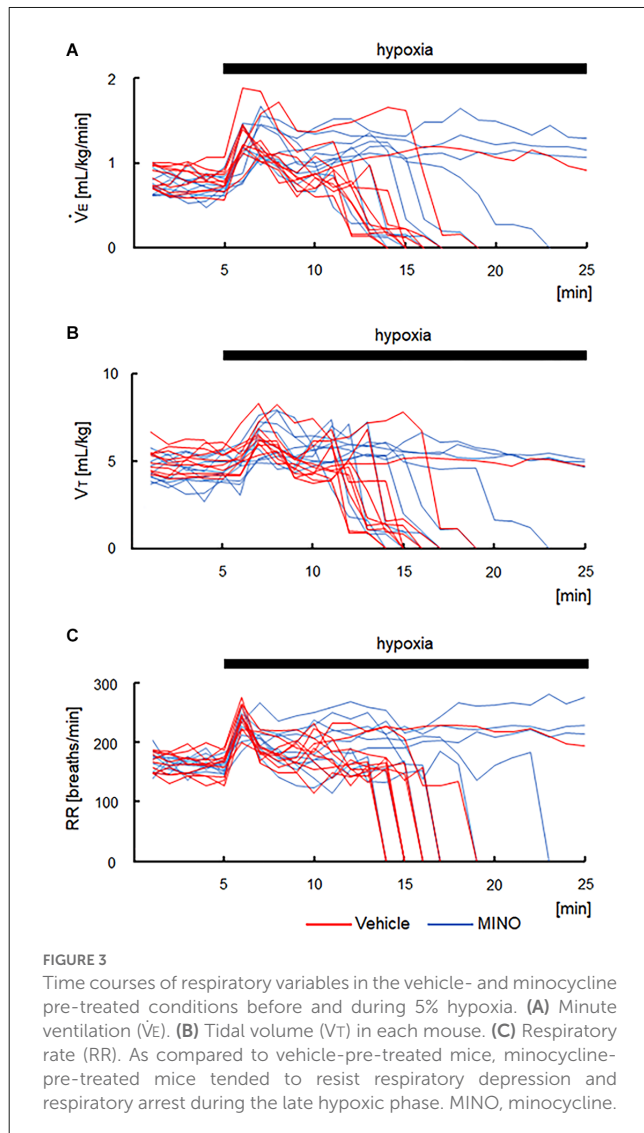 A
hypoxia
2
1
0
V̇E [mL/kg/min]
5
10
15
20
25
[min]
B
hypoxia
10
5
0
VT [mL/kg]
5
10
15
20
25
[min]
C
hypoxia
300
200
100
0
RR [breaths/min]
5
10
15
20
25
[min]
Vehicle
MINO
FIGURE 3
Time courses of respiratory variables in the vehicle- and minocycline
pre-treated conditions before and during 5% hypoxia. (A) Minute
ventilation (V̇E). (B) Tidal volume (VT) in each mouse. (C) Respiratory
rate (RR). As compared to vehicle-pre-treated mice, minocycline-
pre-treated mice tended to resist respiratory depression and
respiratory arrest during the late hypoxic phase. MINO, minocycline.